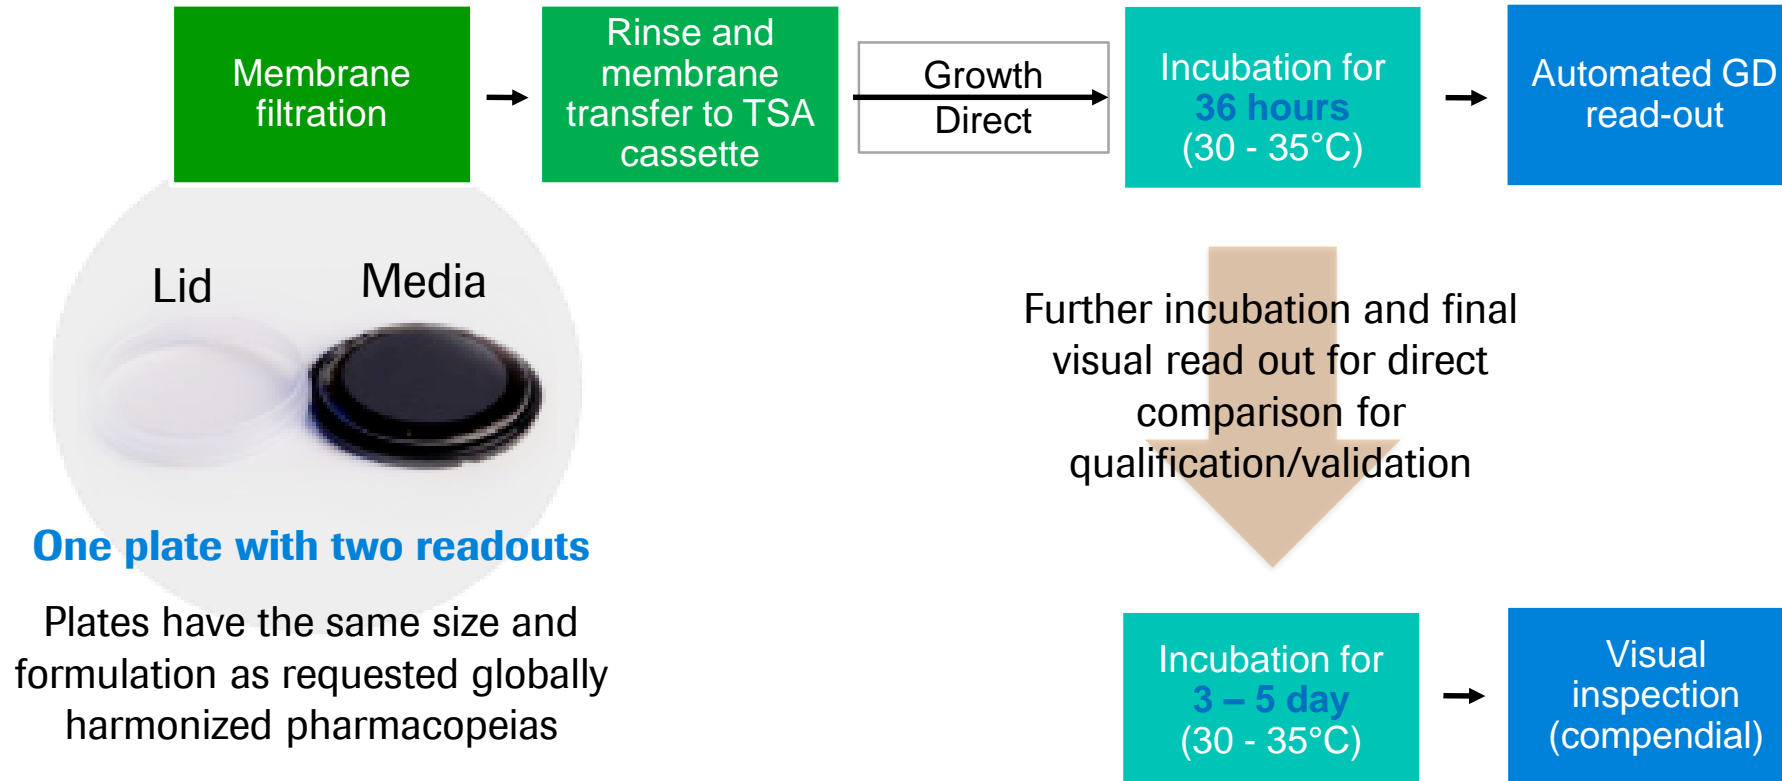 Membrane
filtration
Rinse and
membrane
transfer to TSA
cassette
Growth
Direct
Incubation for
36 hours
(30 - 35°C)
Automated GD
read-out
Lid
Media
One plate with two readouts
Plates have the same size and
formulation as requested globally
harmonized pharmacopeias
Further incubation and final
visual read out for direct
comparison for
qualification/validation
Incubation for
3 – 5 day
(30 - 35°C)
Visual
inspection
(compendial)